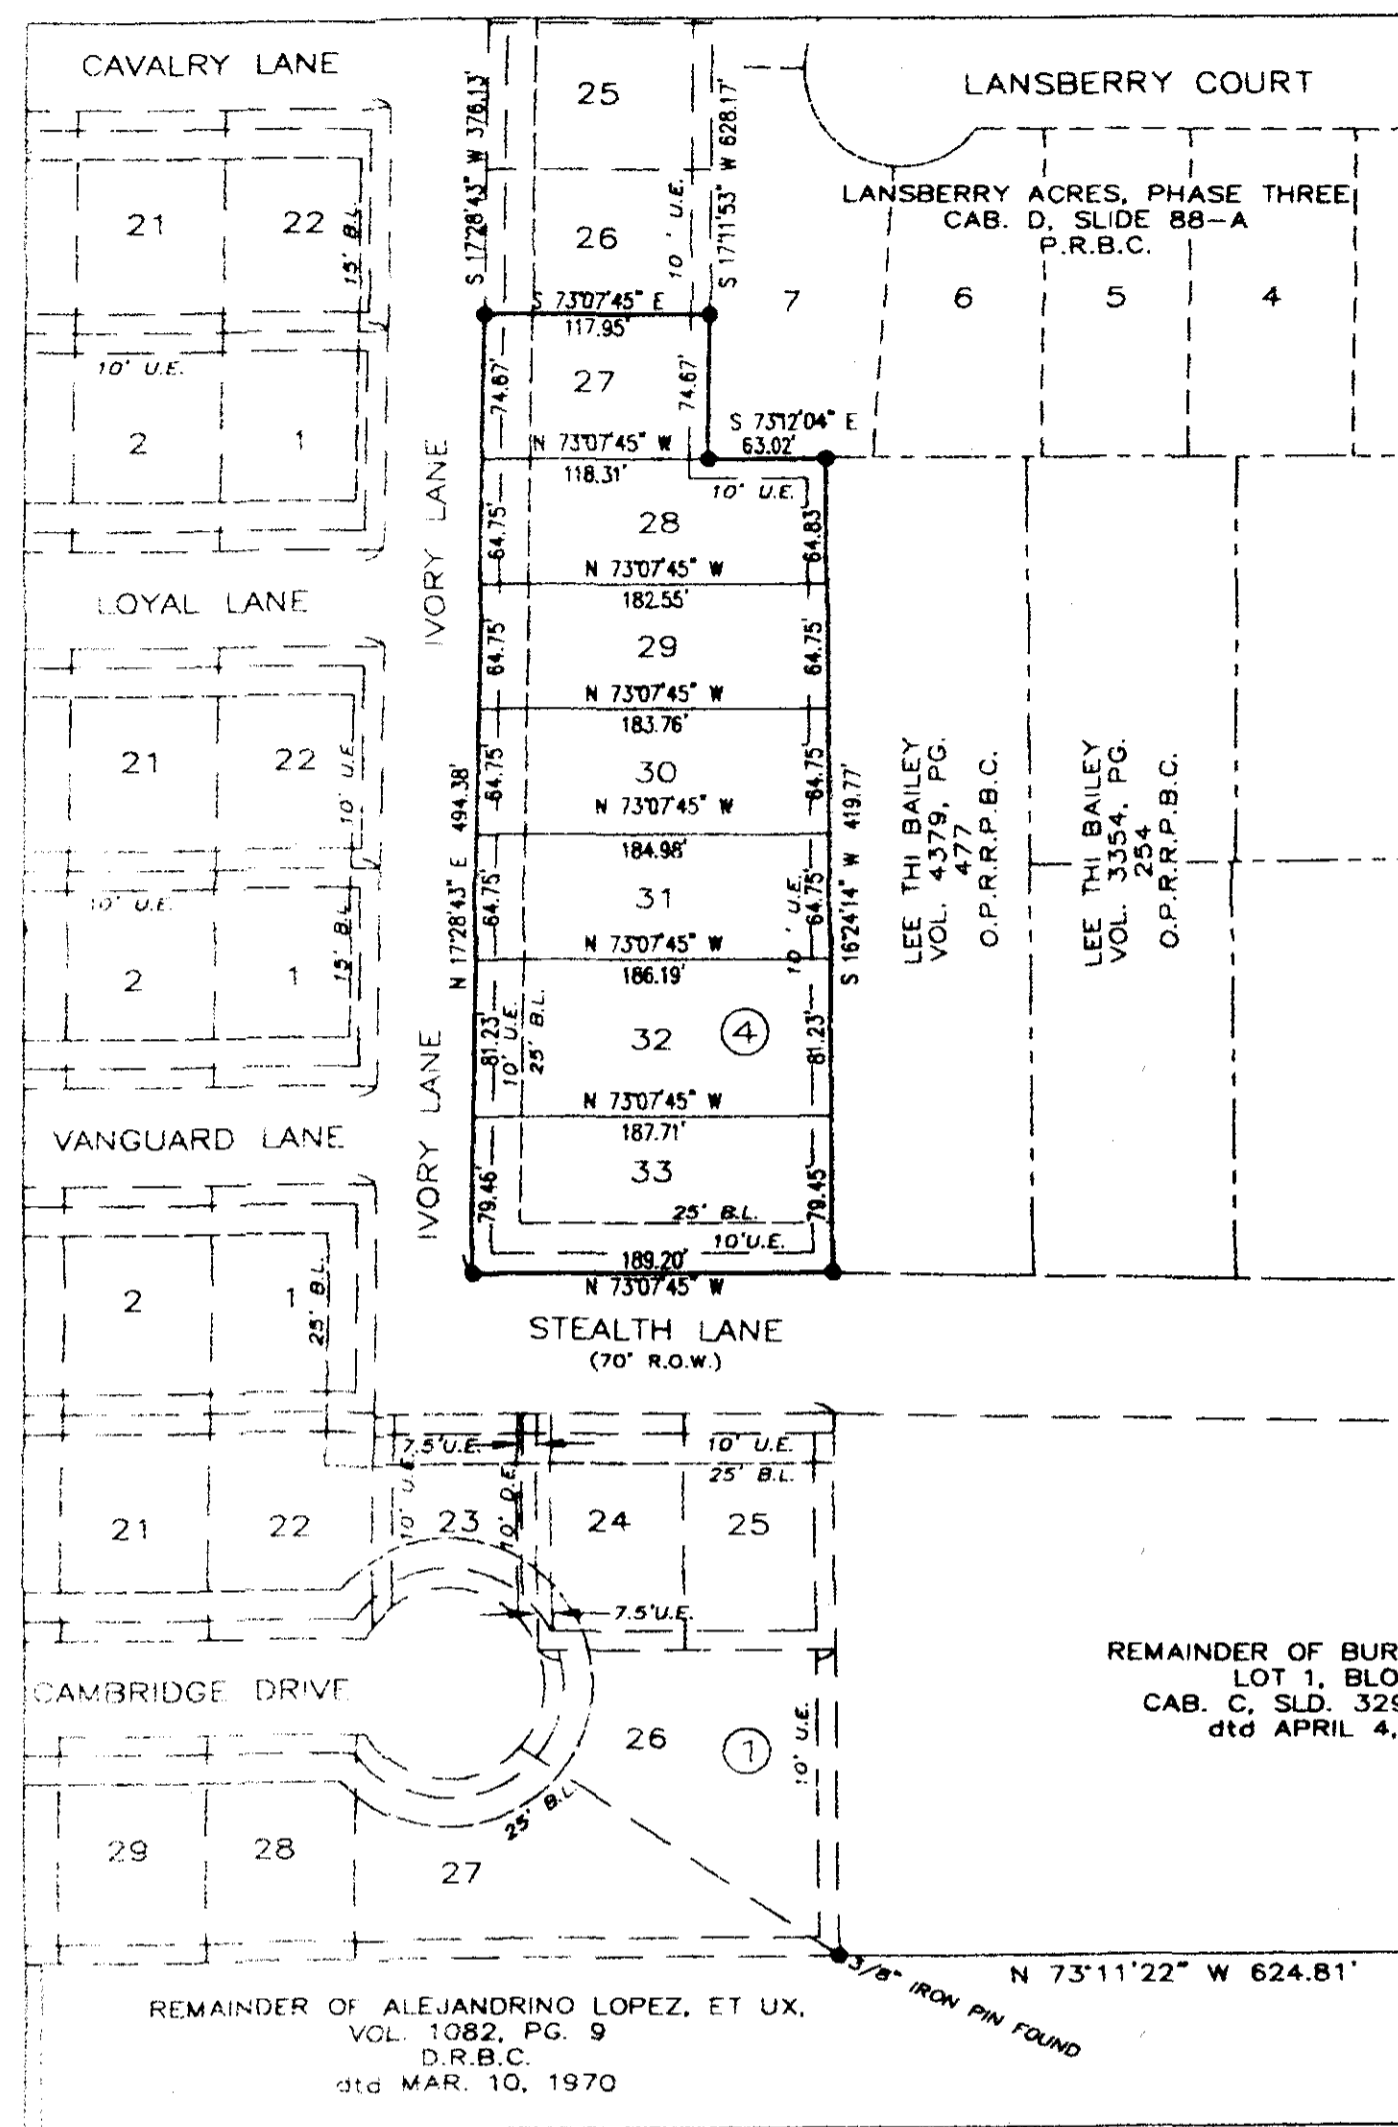 CAVALRY LANE
21
22
15' B.L.
10' U.E.
2
1
LOYAL LANE
21
22
10' U.E.
10' U.E.
2
1
15' B.L.
VANGUARD LANE
2
1
25' B.L.
21
22
CAMBRIDGE DRIVE
29
28
27
25' B.L.
S 17°28'43" W 376.13'
25
26
10' U.E.
S 17°11'53" W 628.17'
S 73°07'45" E
117.95'
74.67'
27
74.67'
N 73°07'45" W
118.31'
S 73°12'04" E
63.02'
10' U.E.
IVORY LANE
64.75'
28
64.83'
N 73°07'45" W
182.55'
64.75'
29
64.75'
N 73°07'45" W
183.76'
64.75'
30
64.75'
N 73°07'45" W
184.98'
64.75'
31
64.75'
10' U.E.
N 73°07'45" W
186.19'
N 17°28'43" E 494.38'
S 16°24'14" W 419.77'
81.23'
10' U.E.
25' B.L.
32
4
81.23'
N 73°07'45" W
187.71'
IVORY LANE
79.46'
33
79.45'
25' B.L.
10'U.E.
189.20'
N 73°07'45" W
STEALTH LANE
(70' R.O.W.)
7.5'U.E.
10' U.E.
23
10' D.E.
24
10' U.E.
25' B.L.
25
7.5'U.E.
26
1
10' U.E.
LANSBERRY COURT
LANSBERRY ACRES, PHASE THREE
CAB. D, SLIDE 88-A
P.R.B.C.
7
6
5
4
LEE THI BAILEY
VOL. 4379, PG.
477
O.P.R.R.P.B.C.
LEE THI BAILEY
VOL. 3354, PG.
254
O.P.R.R.P.B.C.
REMAINDER OF BUR
LOT 1, BLO
CAB. C, SLD. 329
dtd APRIL 4,
3/8" IRON PIN FOUND
N 73°11'22" W 624.81'
REMAINDER OF ALEJANDRINO LOPEZ, ET UX,
VOL. 1082, PG. 9
D.R.B.C.
dtd MAR. 10, 1970